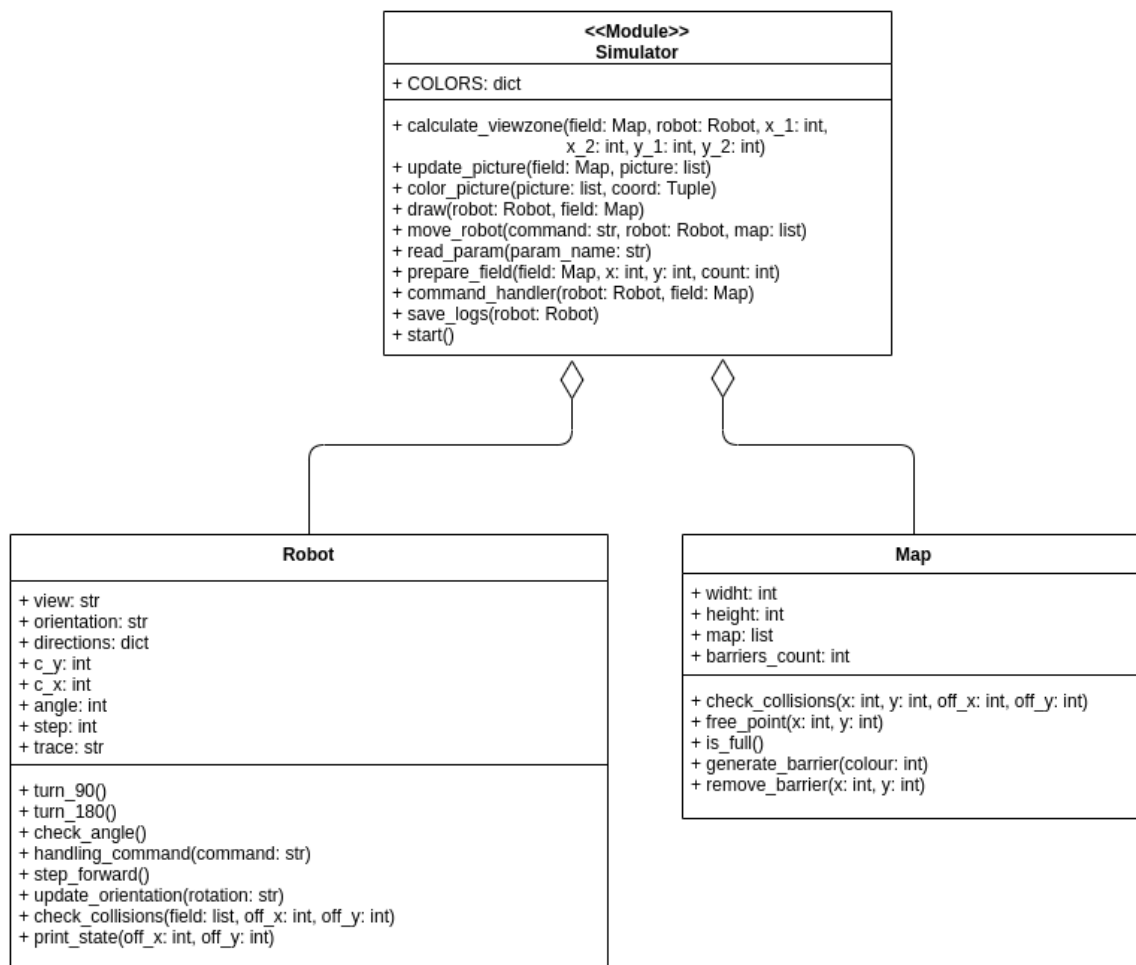 <<Module>>
Simulator
+ COLORS: dict
+ calculate_viewzone(field: Map, robot: Robot, x_1: int,
x_2: int, y_1: int, y_2: int)
+ update_picture(field: Map, picture: list)
+ color_picture(picture: list, coord: Tuple)
+ draw(robot: Robot, field: Map)
+ move_robot(command: str, robot: Robot, map: list)
+ read_param(param_name: str)
+ prepare_field(field: Map, x: int, y: int, count: int)
+ command_handler(robot: Robot, field: Map)
+ save_logs(robot: Robot)
+ start()
Robot
+ view: str
+ orientation: str
+ directions: dict
+ c_y: int
+ c_x: int
+ angle: int
+ step: int
+ trace: str
+ turn_90()
+ turn_180()
+ check_angle()
+ handling_command(command: str)
+ step_forward()
+ update_orientation(rotation: str)
+ check_collisions(field: list, off_x: int, off_y: int)
+ print_state(off_x: int, off_y: int)
Map
+ widht: int
+ height: int
+ map: list
+ barriers_count: int
+ check_collisions(x: int, y: int, off_x: int, off_y: int)
+ free_point(x: int, y: int)
+ is_full()
+ generate_barrier(colour: int)
+ remove_barrier(x: int, y: int)